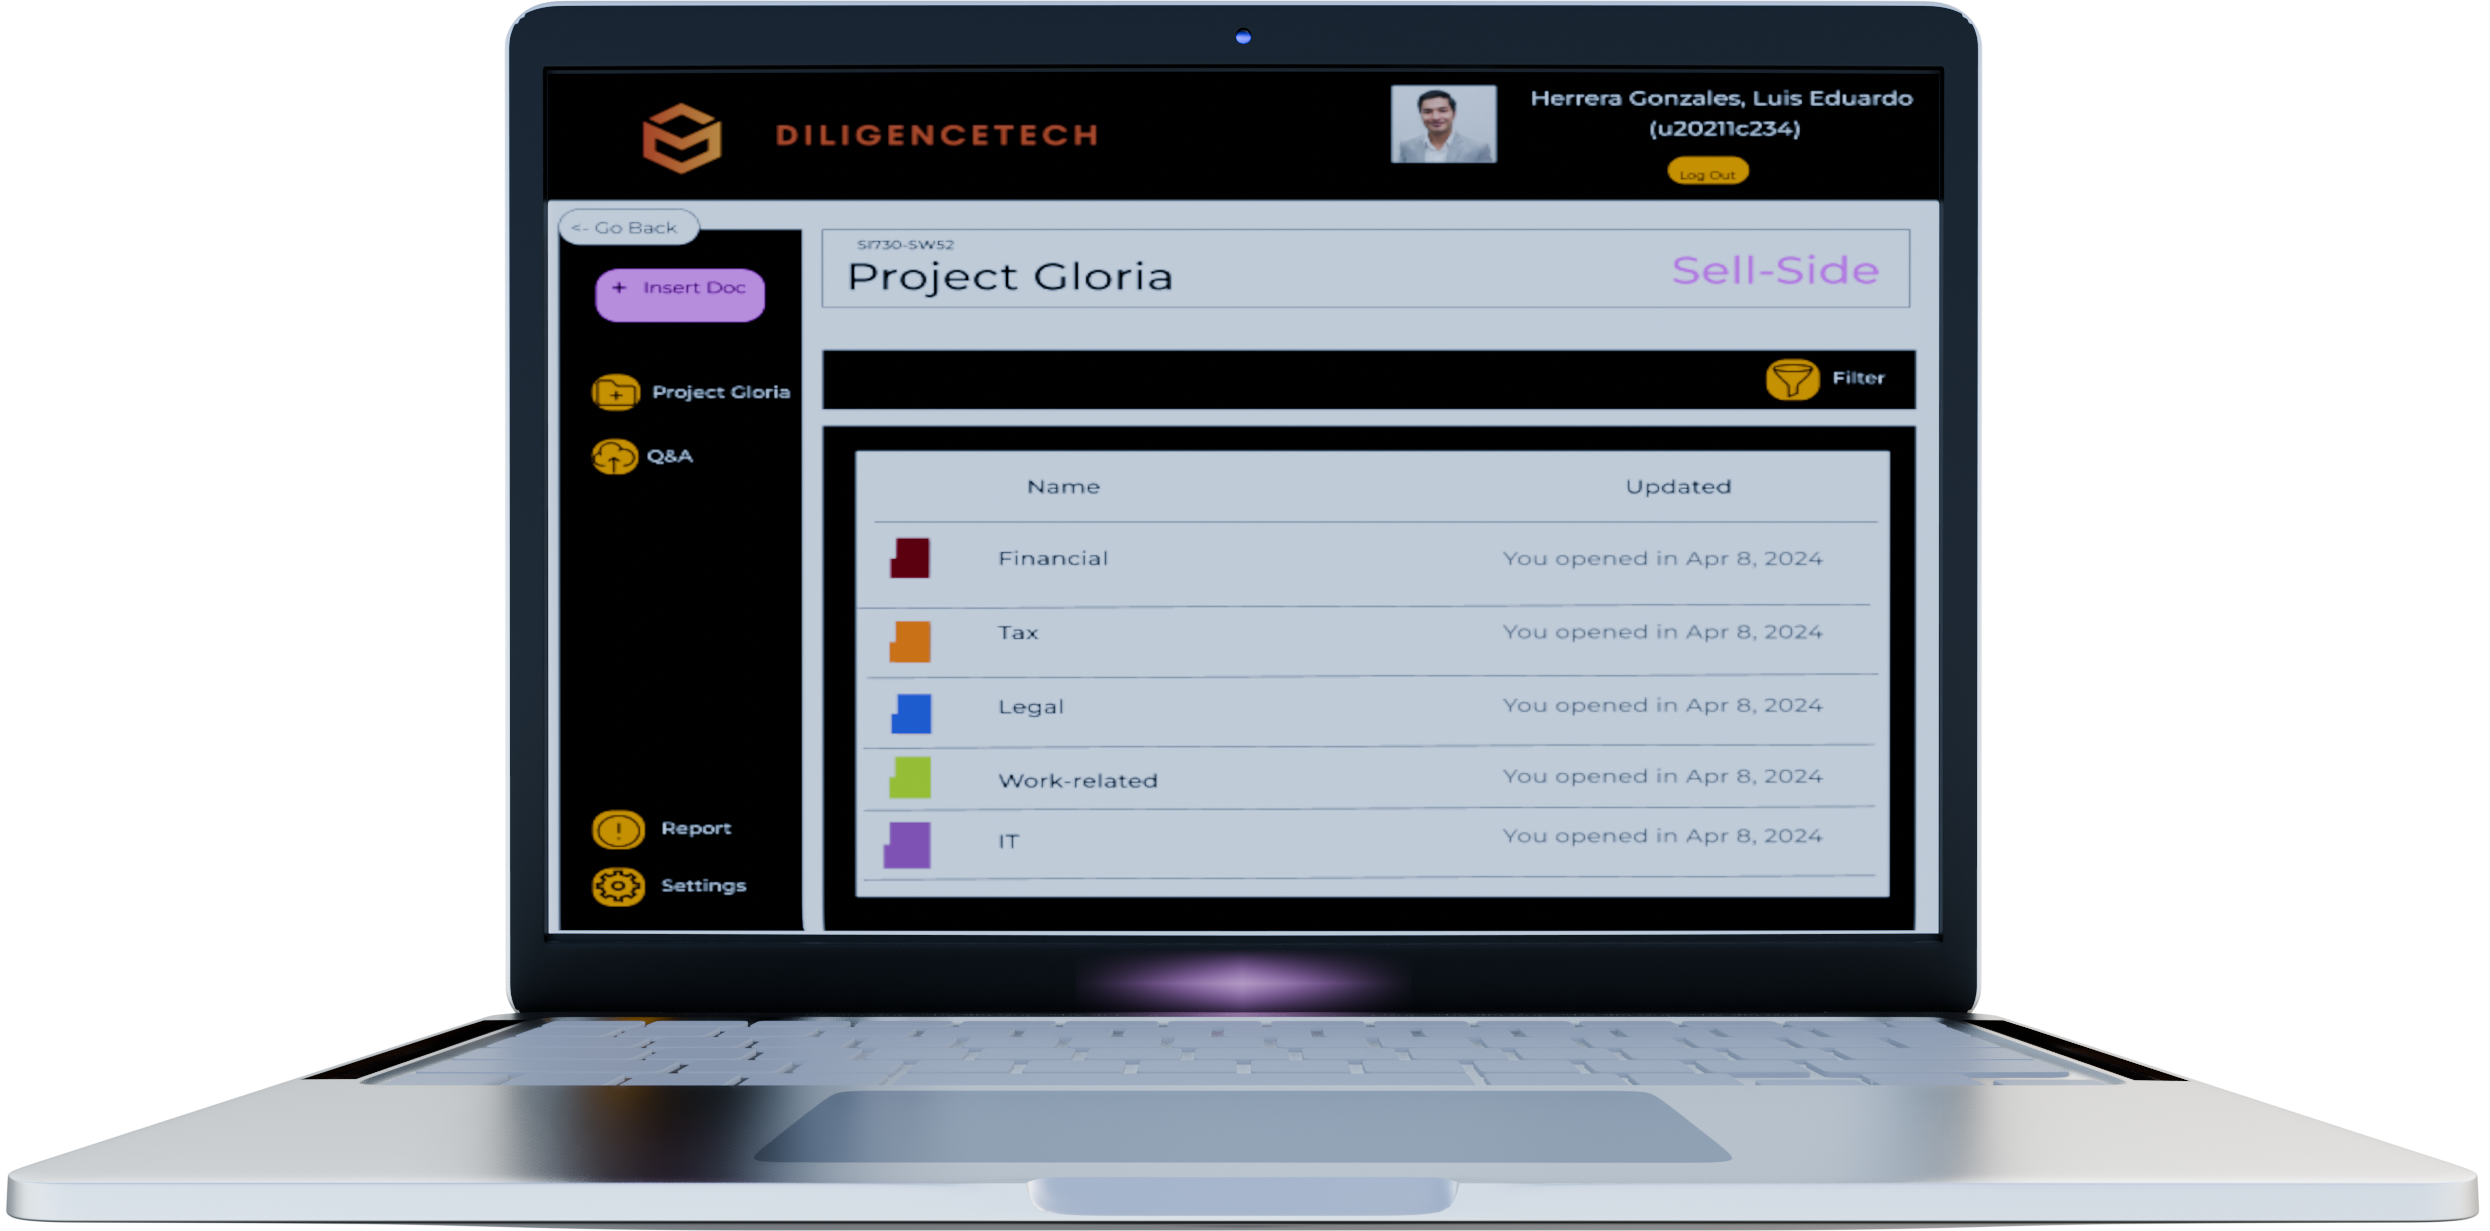 DILIGENCETECH
Herrera Gonzales, Luis Eduardo
(u20211c234)
Log Out
<- Go Back
+ Insert Doc
Project Gloria
Q&A
Report
Settings
SI730-SW52
Project Gloria
Sell-Side
Filter
Name Updated
Financial You opened in Apr 8, 2024
Tax You opened in Apr 8, 2024
Legal You opened in Apr 8, 2024
Work-related You opened in Apr 8, 2024
IT You opened in Apr 8, 2024